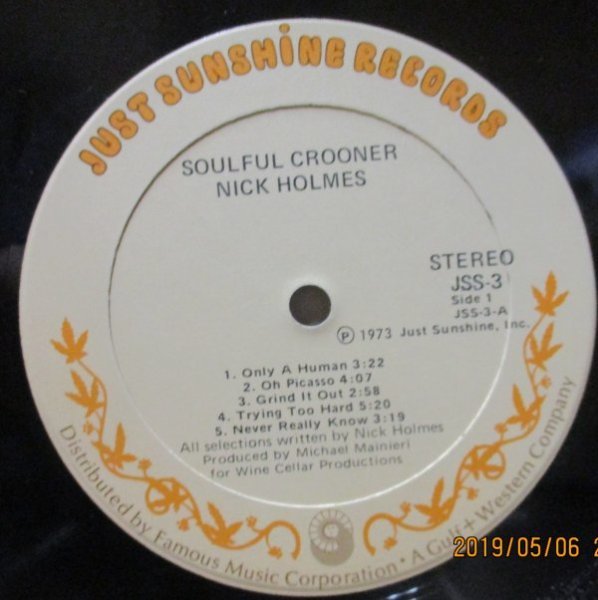 JUST SUNSHINE RECORDS
SOULFUL CROONER
NICK HOLMES
STEREO
JSS-3
Side 1
JSS-3-A
℗ 1973 Just Sunshine, Inc.
1. Only A Human 3:22
2. Oh Picasso 4:07
3. Grind It Out 2:58
4. Trying Too Hard 5:20
5. Never Really Know 3:19
All selections written by Nick Holmes
Produced by Michael Mainieri
for Wine Cellar Productions
Distributed by Famous Music Corporation • A Gulf + Western Company
2019/05/06